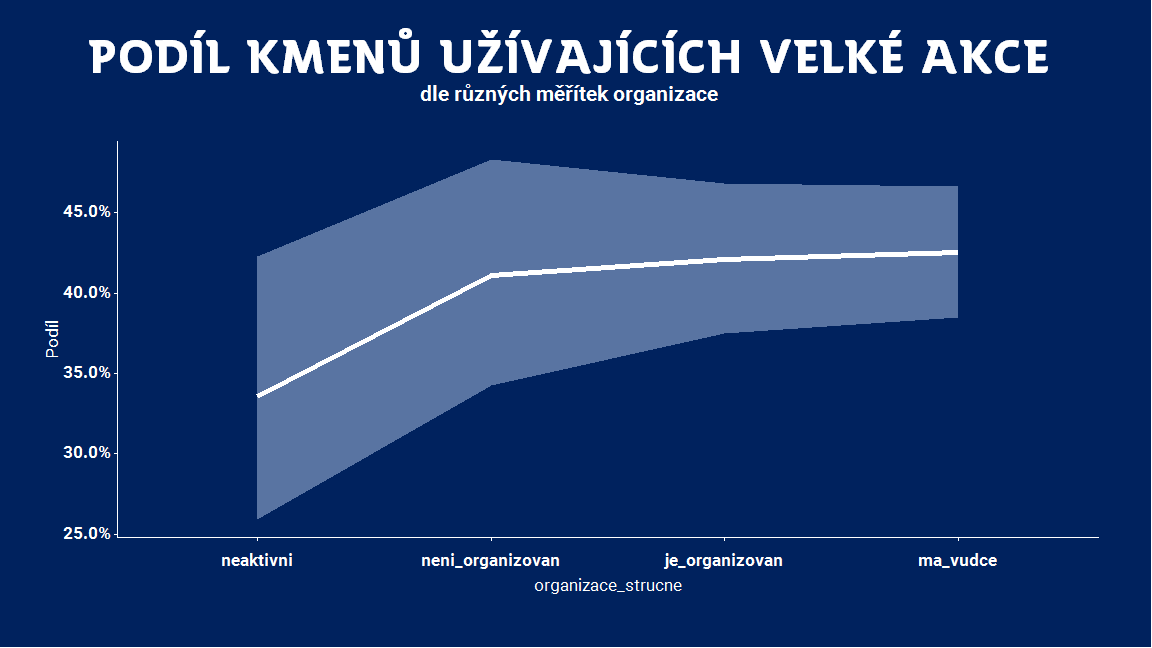 PODÍL KMENŮ UŽÍVAJÍCÍCH VELKÉ AKCE
dle různých měřítek organizace
Podíl
45.0%
40.0%
35.0%
30.0%
25.0%
neaktivni
neni_organizovan
je_organizovan
ma_vudce
organizace_strucne